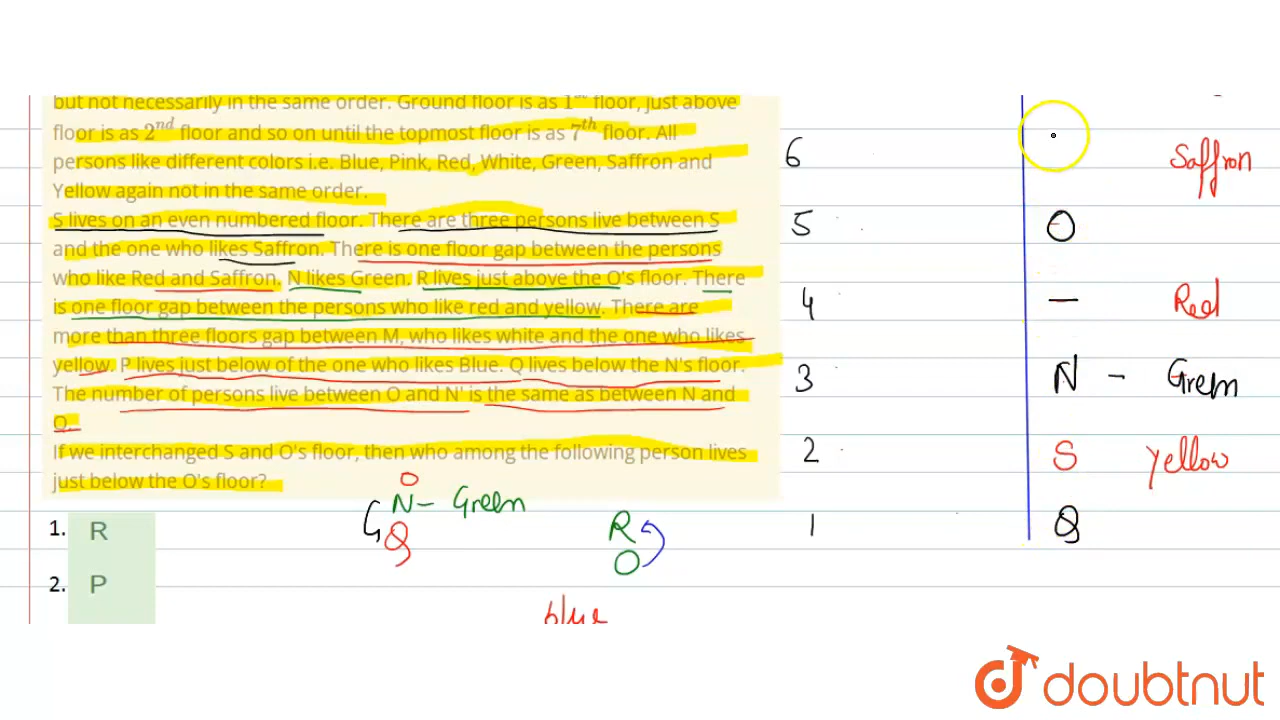 but not necessarily in the same order. Ground floor is as 1st floor, just above
floor is as 2nd floor and so on until the topmost floor is as 7th floor. All
persons like different colors i.e. Blue, Pink, Red, White, Green, Saffron and
Yellow again not in the same order.
S lives on an even numbered floor. There are three persons live between S
and the one who likes Saffron. There is one floor gap between the persons
who like Red and Saffron. N likes Green. R lives just above the O's floor. There
is one floor gap between the persons who like red and yellow. There are
more than three floors gap between M, who likes white and the one who likes
yellow. P lives just below of the one who likes Blue. Q lives below the N's floor.
The number of persons live between O and N' is the same as between N and
Q.
If we interchanged S and O's floor, then who among the following person lives
just below the O's floor?
1. R
2. P
O
N - Green
Q
R
O
blue
6 Saffron
5 O
4 — Red
3 N - Green
2 S yellow
1 Q
doubtnut